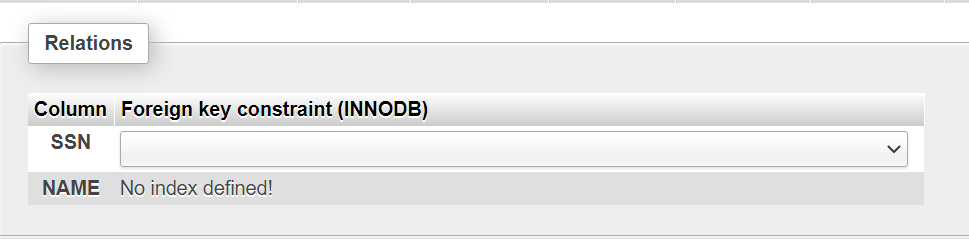 Relations
Column Foreign key constraint (INNODB)
SSN
NAME No index defined!